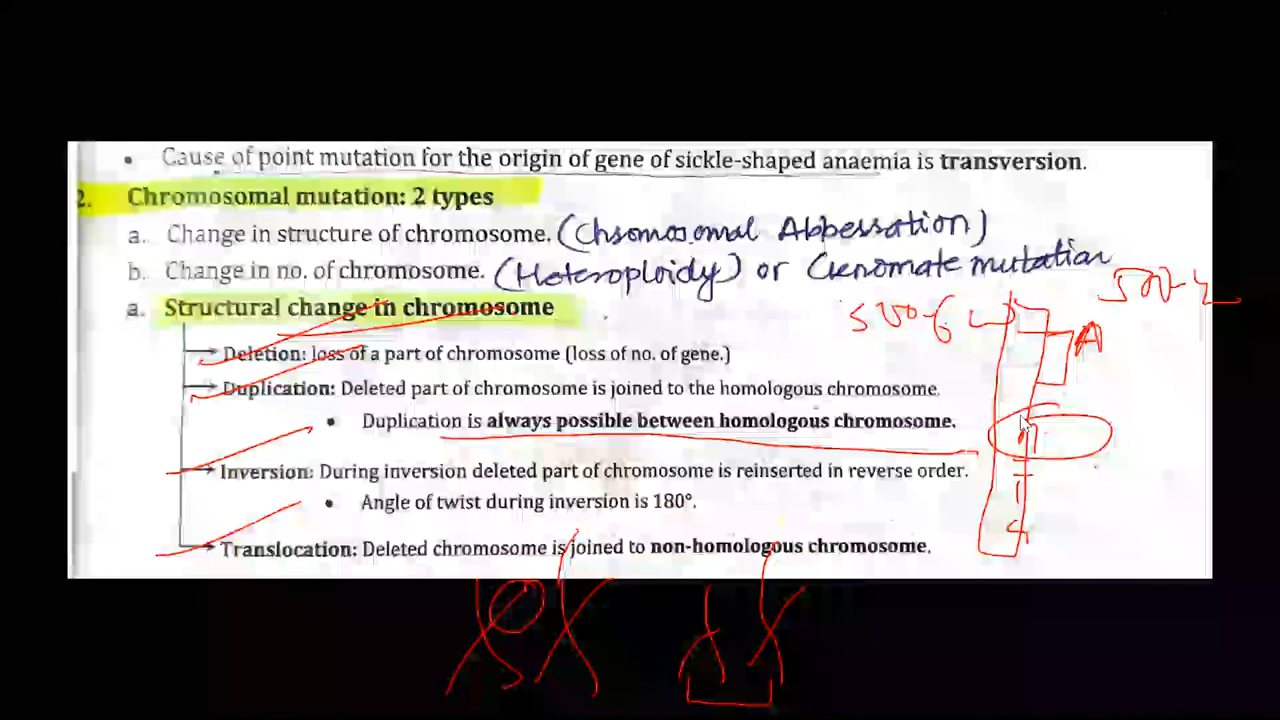 • Cause of point mutation for the origin of gene of sickle-shaped anaemia is transversion.
2. Chromosomal mutation: 2 types
a. Change in structure of chromosome. (Chromosomal Abberration)
b. Change in no. of chromosome. (Heteroploidy) or Genomate mutation
a. Structural change in chromosome
Deletion: loss of a part of chromosome (loss of no. of gene.)
Duplication: Deleted part of chromosome is joined to the homologous chromosome.
• Duplication is always possible between homologous chromosome.
Inversion: During inversion deleted part of chromosome is reinserted in reverse order.
• Angle of twist during inversion is 180°.
Translocation: Deleted chromosome is joined to non-homologous chromosome.
A